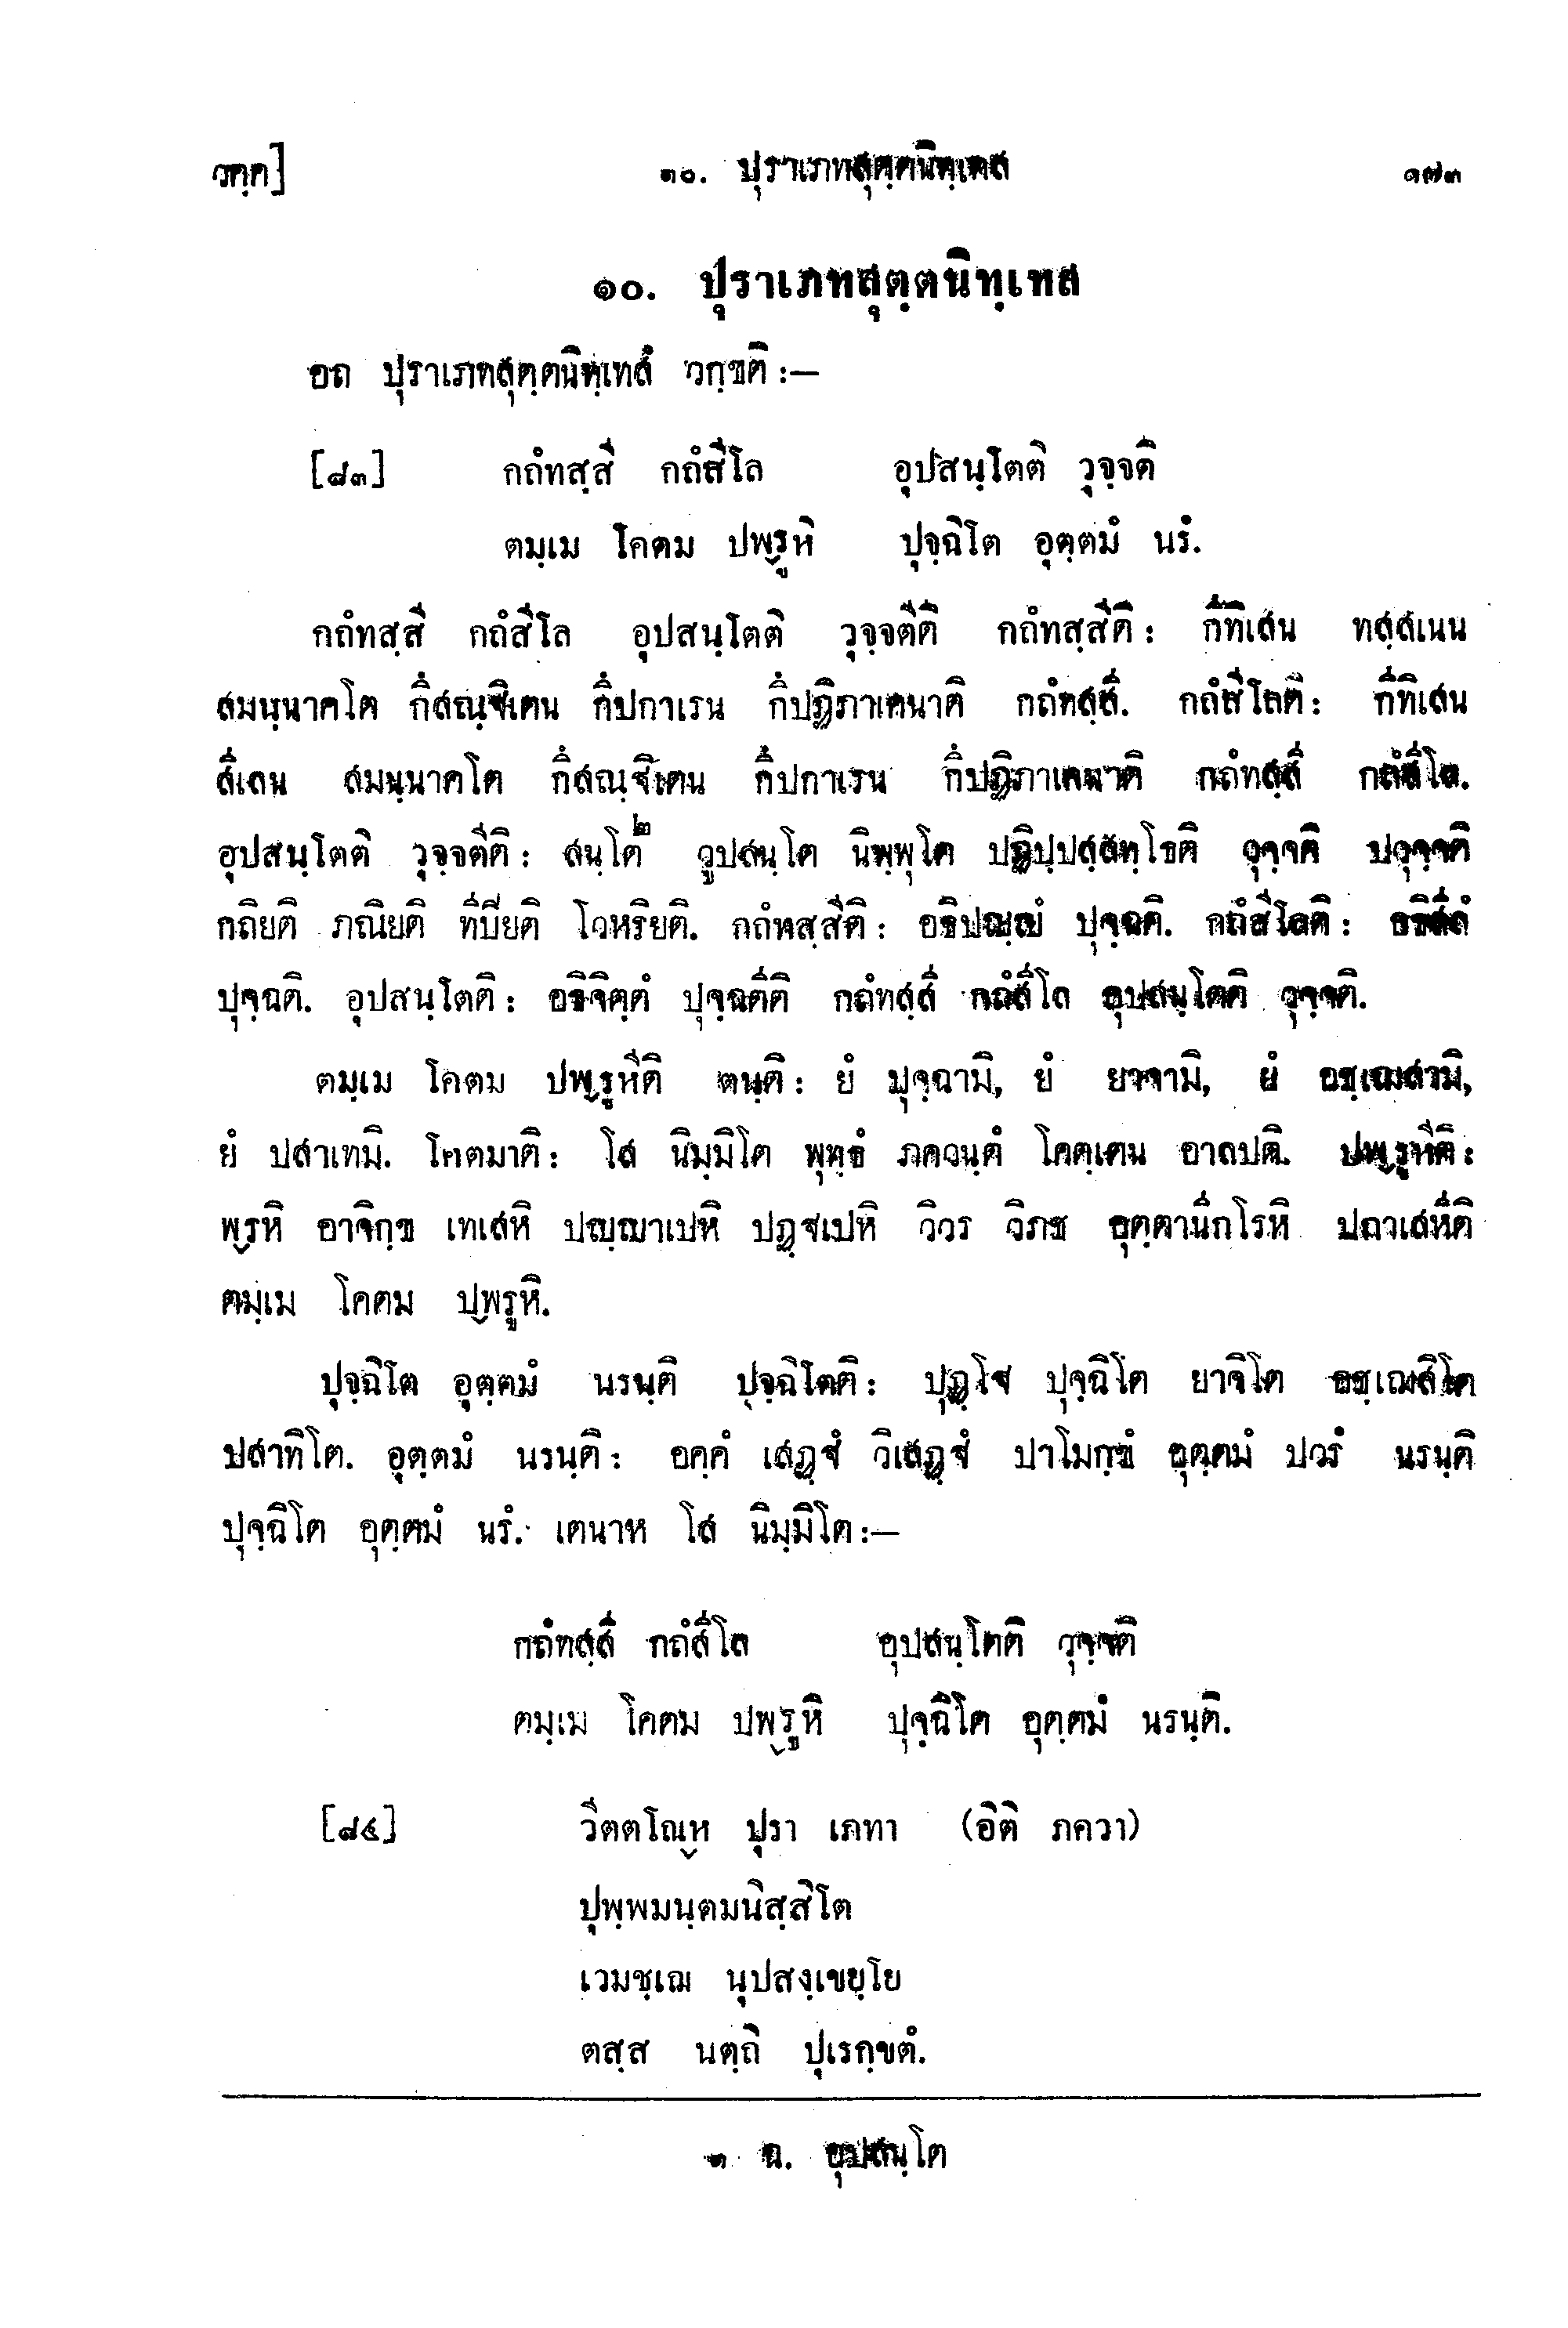 วคฺค]	๑๐. ปุราเภทสุตฺตนิทฺเทส	๑๗๓
๑๐. ปุราเภทสุตฺตนิทฺเทส
อถ ปุราเภทสุตฺตนิทฺเทสํ วกฺขติ :—
[๘๓] กถํทสฺสี กถํสีโล อุปสนฺโตติ วุจฺจติ
ตมฺเม โคตม ปพฺรูหิ ปุจฺฉิโต อุตฺตมํ นรํ.
กถํทสฺสี กถํสีโล อุปสนฺโตติ วุจฺจตีติ กถํทสฺสีติ : กีทิเสน ทสฺสเนน
สมนฺนาคโต กึสณฺฐิเตน กึปกาเรน กึปฏิภาเคนาติ กถํทสฺสี. กถํสีโลติ : กีทิเสน
สีเลน สมนฺนาคโต กึสณฺฐิเตน กึปกาเรน กึปฏิภาเคนาติ กถํทสฺสี กถํสีโล.
อุปสนฺโตติ วุจฺจตีติ : สนฺโต๒ วูปสนฺโต นิพฺพุโต ปฏิปฺปสฺสทฺโธติ วุจฺจติ ปวุจฺจติ
กถิยติ ภณิยติ ทีปียติ โวหริยติ. กถํทสฺสีติ : อธิปญฺญํ ปุจฺฉติ. กถํสีโลติ : อธิสีลํ
ปุจฺฉติ. อุปสนฺโตติ : อธิจิตฺตํ ปุจฺฉตีติ กถํทสฺสี กถํสีโล อุปสนฺโตติ วุจฺจติ.
ตมฺเม โคตม ปพฺรูหีติ ตนฺติ : ยํ ปุจฺฉามิ, ยํ ยาจามิ, ยํ อชฺเฌสามิ,
ยํ ปสาเทมิ. โคตมาติ : โส นิมฺมิโต พุทฺธํ ภควนฺตํ โคตฺเตน อาลปติ. ปพฺรูหีติ :
พฺรูหิ อาจิกฺข เทเสหิ ปญฺญาเปหิ ปฏฺฐเปหิ วิวร วิภช อุตฺตานีกโรหิ ปกาเสหีติ
ตมฺเม โคตม ปพฺรูหิ.
ปุจฺฉิโต อุตฺตมํ นรนฺติ ปุจฺฉิโตติ : ปุฏฺโฐ ปุจฺฉิโต ยาจิโต อชฺเฌสิโต
ปสาทิโต. อุตฺตมํ นรนฺติ : อคฺคํ เสฏฺฐํ วิเสฏฺฐํ ปาโมกฺขํ อุตฺตมํ ปวรํ นรนฺติ
ปุจฺฉิโต อุตฺตมํ นรํ. เตนาห โส นิมฺมิโต :—
กถํทสฺสี กถํสีโล อุปสนฺโตติ วุจฺจติ
ตมฺเม โคตม ปพฺรูหิ ปุจฺฉิโต อุตฺตมํ นรนฺติ.
[๘๔] วีตตโณฺห ปุรา เภทา (อิติ ภควา)
ปุพฺพมนฺตมนิสฺสิโต
เวมชฺเฌ นุปสงฺเขยฺโย
ตสฺส นตฺถิ ปุเรกฺขตํ.
๑ ฉ. อุปสนฺโต